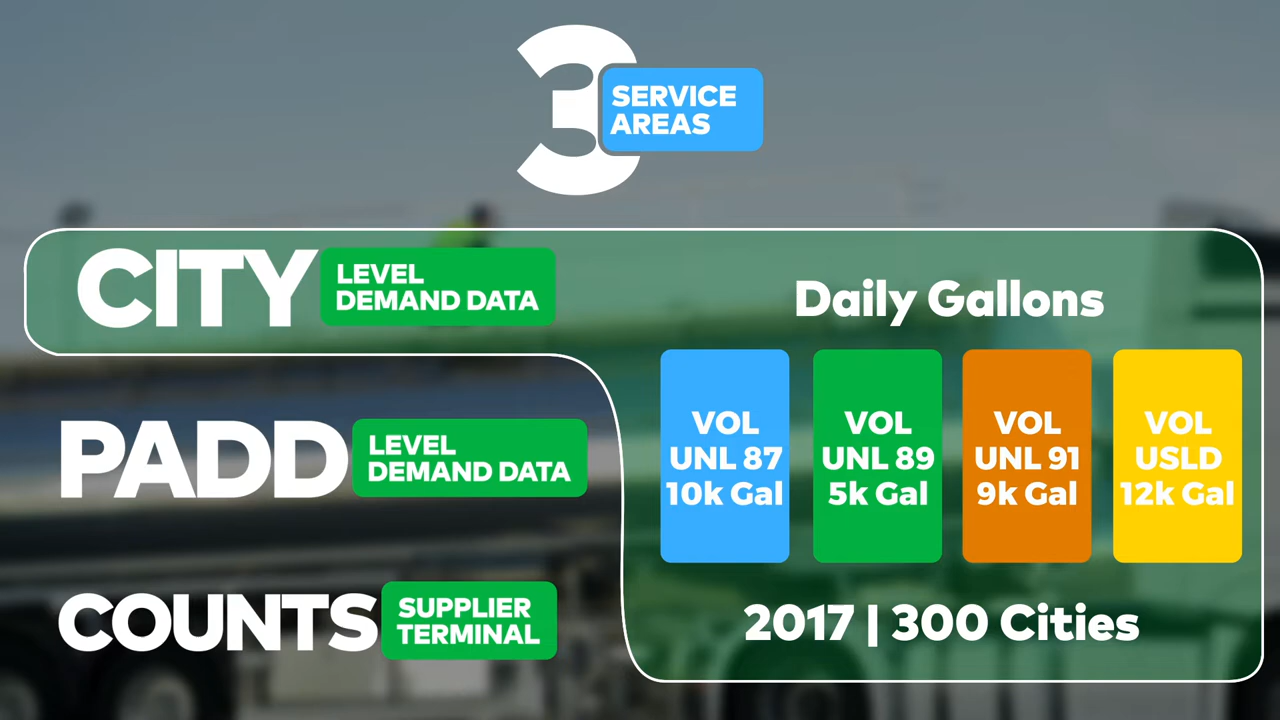 3
SERVICE
AREAS
CITY
LEVEL
DEMAND DATA
PADD
LEVEL
DEMAND DATA
COUNTS
SUPPLIER
TERMINAL
Daily Gallons
VOL
UNL 87
10k Gal
VOL
UNL 89
5k Gal
VOL
UNL 91
9k Gal
VOL
USLD
12k Gal
2017 | 300 Cities